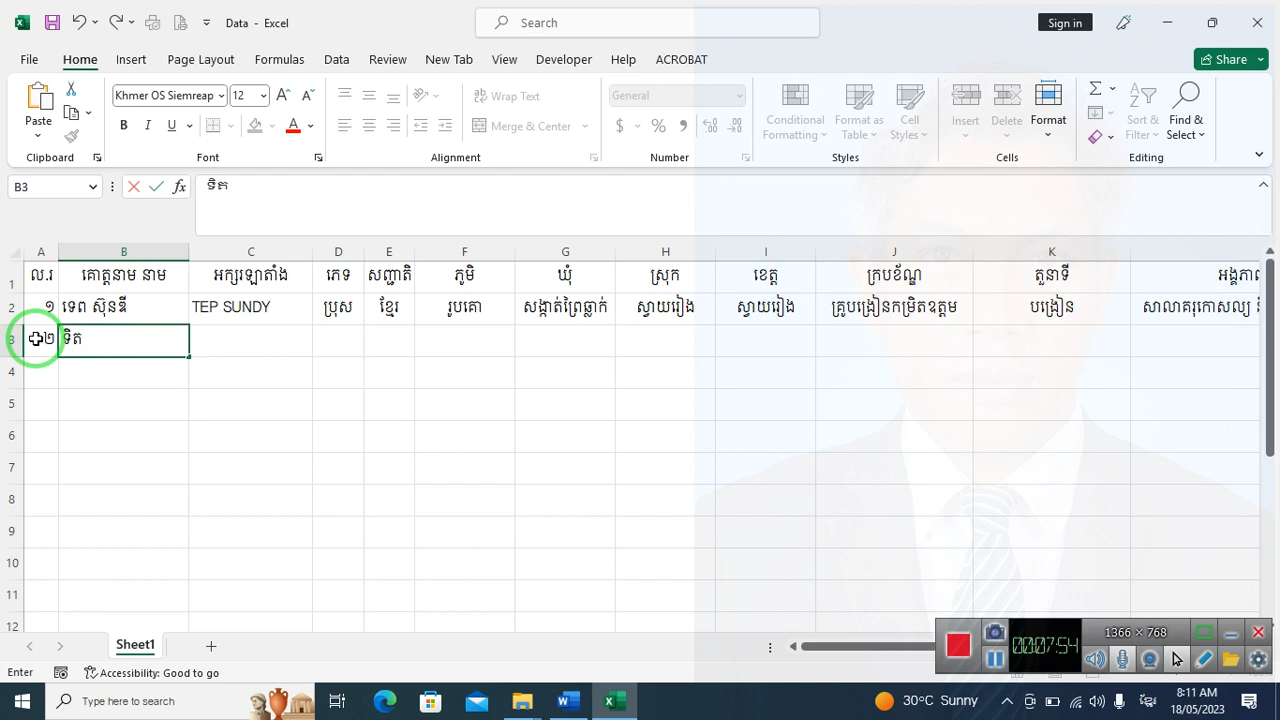 Data - Excel
Search
Sign in
File Home Insert Page Layout Formulas Data Review View New Tab Developer Help ACROBAT
Share
Paste
Khmer OS Siemreap 12
B I U
Wrap Text
Merge & Center
General
Conditional Formatting
Format as Table
Cell Styles
Insert Delete Format
Sort & Filter
Find & Select
Clipboard Font Alignment Number Styles Cells Editing
B3 fx ទិត
A B C D E F G H I J K
1 ល.រ គោត្តនាម នាម អក្សរឡាតាំង ភេទ សញ្ជាតិ ភូមិ ឃុំ ស្រុក ខេត្ត ក្របខ័ណ្ឌ តួនាទី
2 ១ ទេព ស៊ុនឌី TEP SUNDY ប្រុស ខ្មែរ រូបគោ សង្កាត់ព្រៃឆ្លាក់ ស្វាយរៀង ស្វាយរៀង គ្រូបង្រៀនកម្រិតឧត្តម បង្រៀន សាលាគរុកោសល្យ
3 ២ ទិត
4
5
6
7
8
9
10
11
12
Sheet1
00:07:54
1366 × 768
Enter
Accessibility: Good to go
Type here to search
30°C Sunny
8:11 AM
18/05/2023